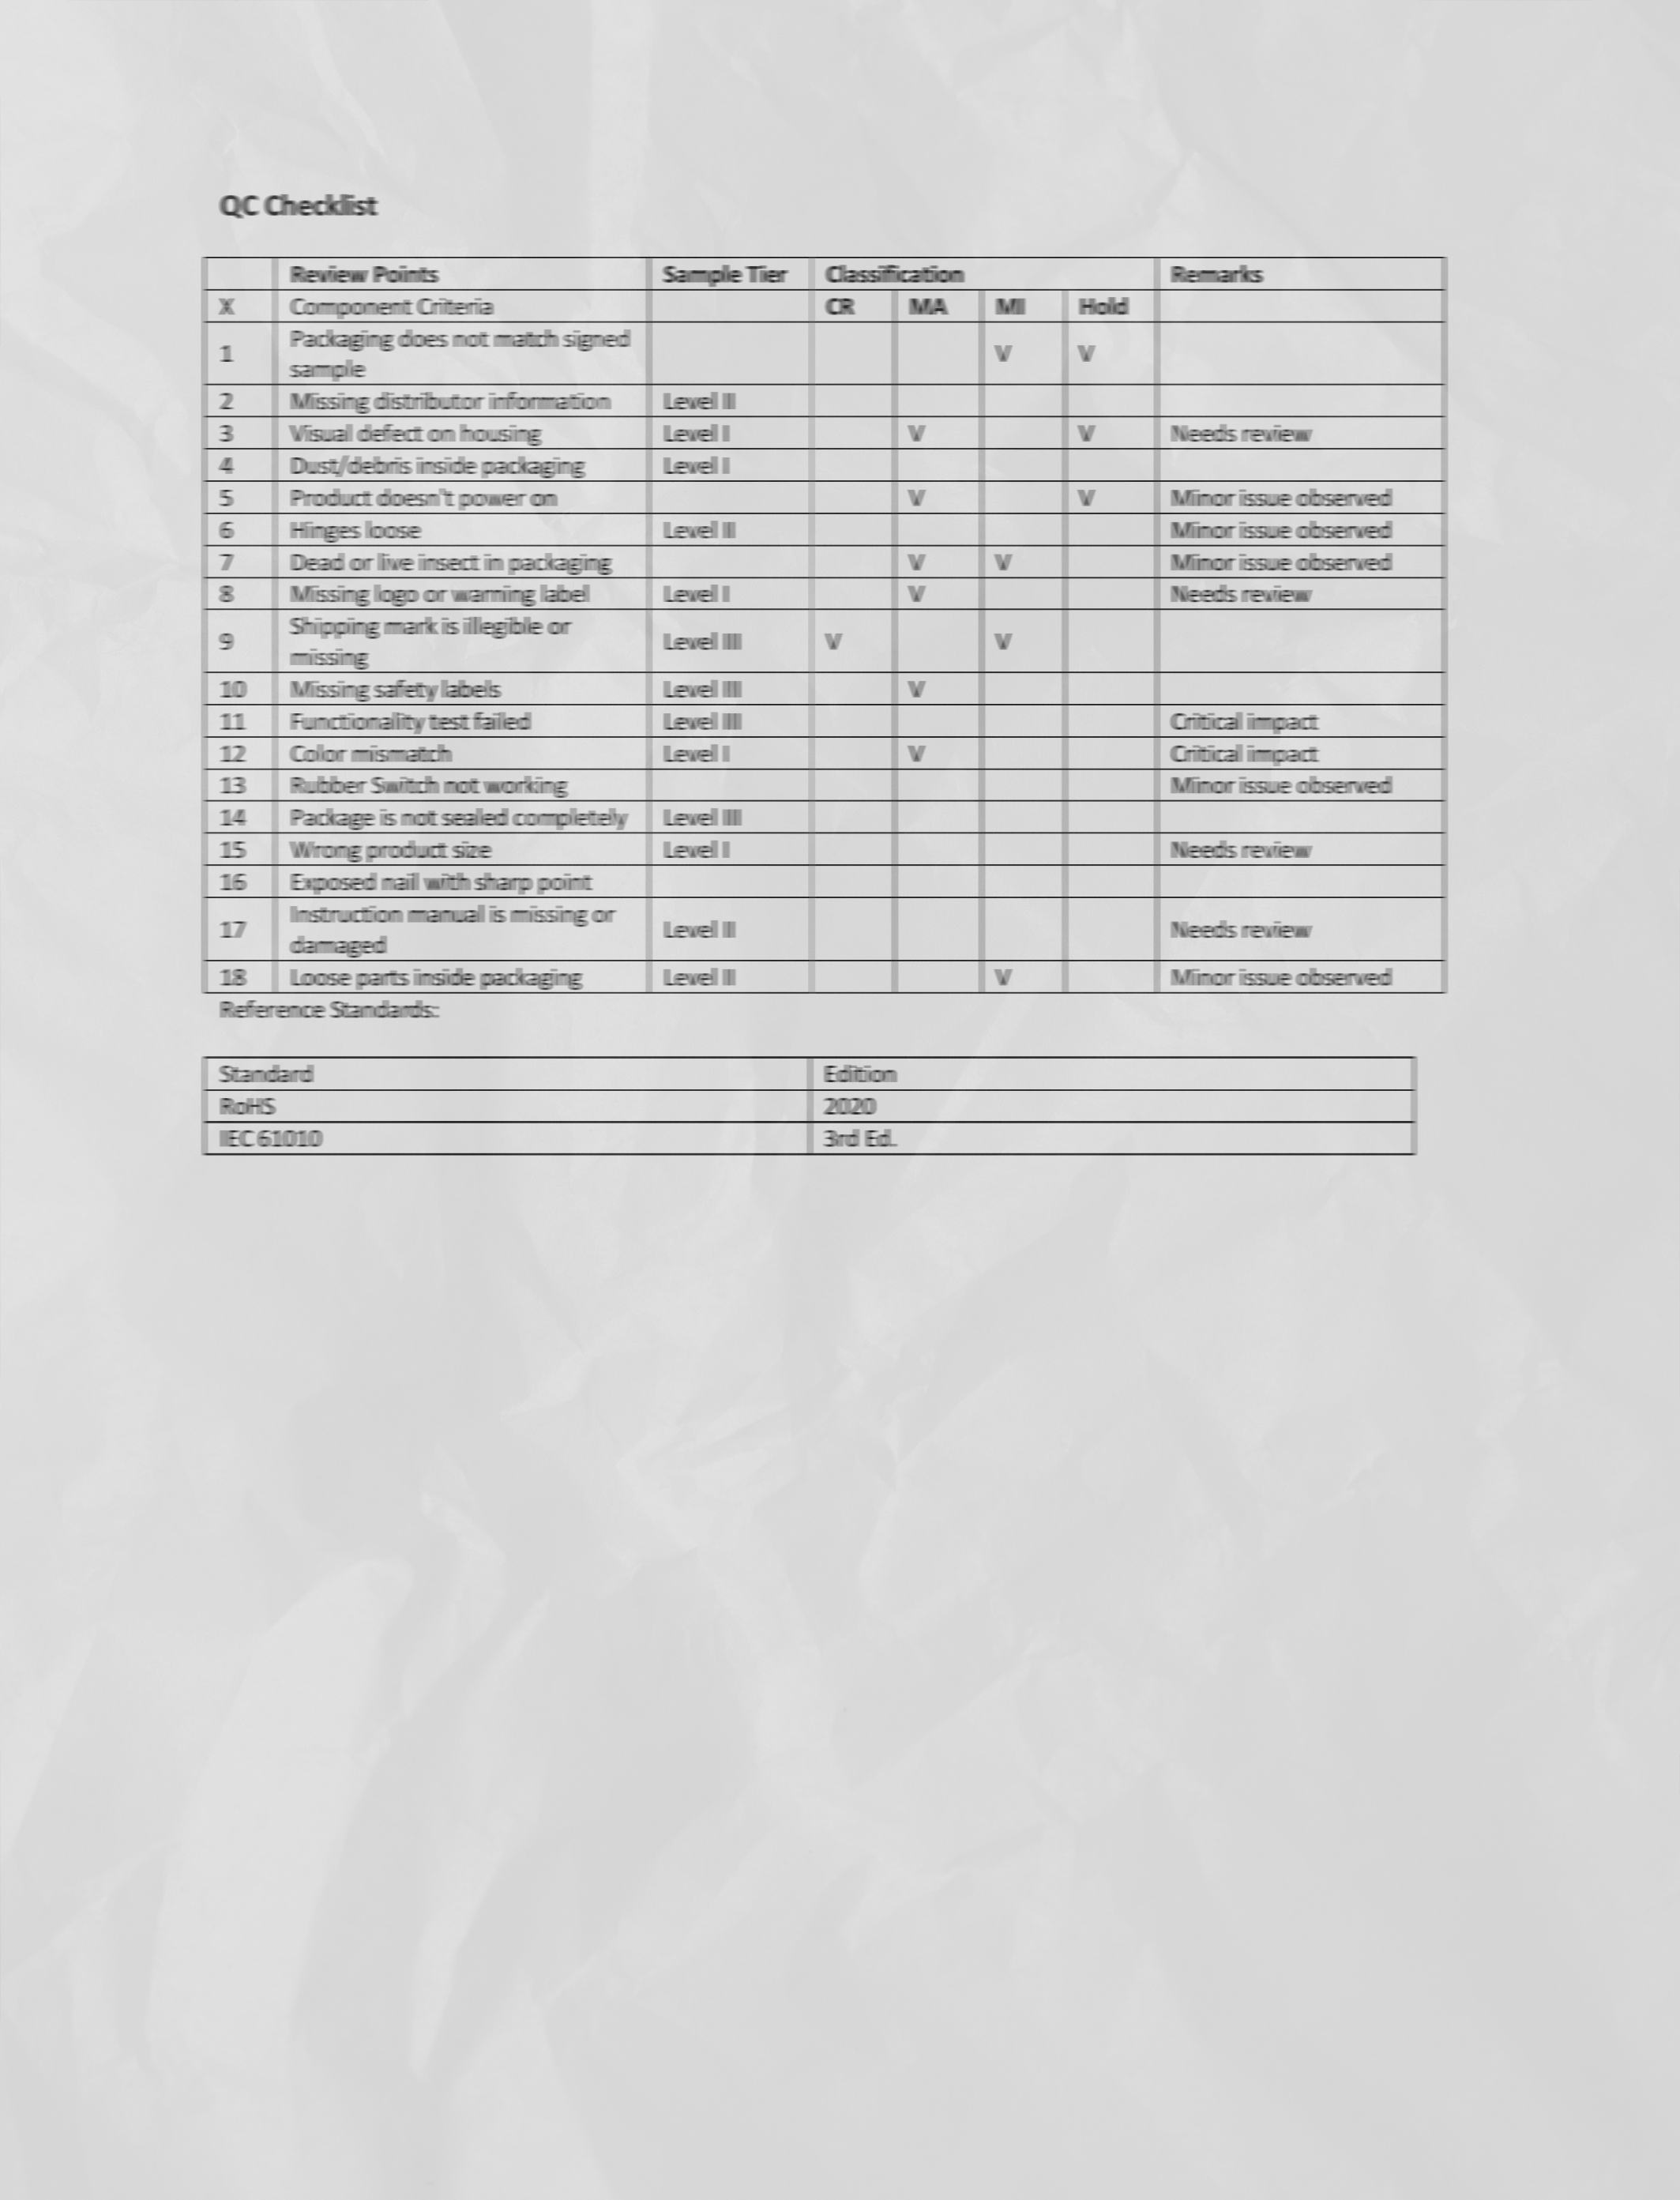 QC Checklist
Review Points Sample Tier Classification Remarks
X Component Criteria CR MA MI Hold
1 Packaging does not match signed sample V V
2 Missing distributor information Level II
3 Visual defect on housing Level I V V Needs review
4 Dust/debris inside packaging Level I
5 Product doesn't power on V V Minor issue observed
6 Hinges loose Level II Minor issue observed
7 Dead or live insect in packaging V V Minor issue observed
8 Missing logo or warning label Level I V Needs review
9 Shipping mark is illegible or missing Level III V V
10 Missing safety labels Level III V
11 Functionality test failed Level III Critical impact
12 Color mismatch Level I V Critical impact
13 Rubber Switch not working Minor issue observed
14 Package is not sealed completely Level III
15 Wrong product size Level I Needs review
16 Exposed nail with sharp point
17 Instruction manual is missing or damaged Level II Needs review
18 Loose parts inside packaging Level II V Minor issue observed
Reference Standards:
Standard Edition
RoHS 2020
IEC 61010 3rd Ed.